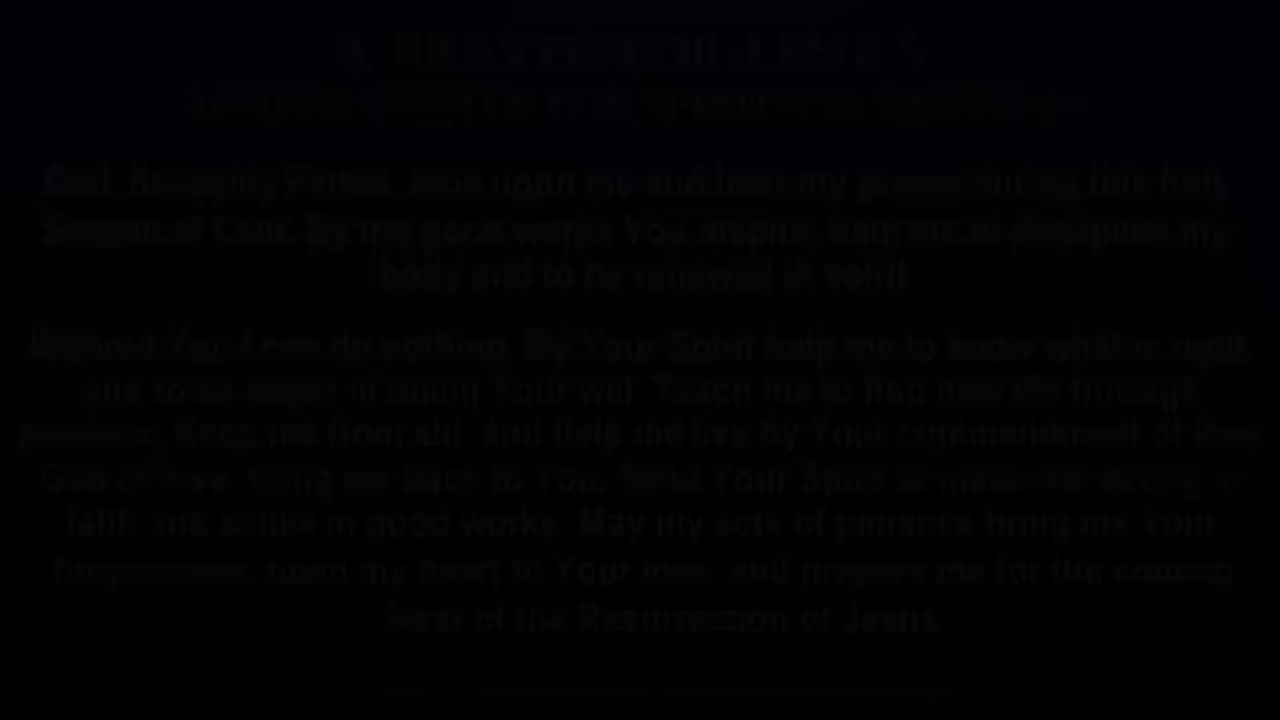 God, heavenly Father, look upon me and hear my prayer during this holy
Season of Lent. By the good works You inspire, help me to discipline my
body and to be renewed in spirit.
Without You I can do nothing. By Your Spirit help me to know what is right
and to be eager in doing Your will. Teach me to find new life through
penance. Keep me from sin, and help me live by Your commandment of love.
God of love, bring me back to You. Send Your Spirit to make me strong in
faith and active in good works. May my acts of penance bring me Your
forgiveness, open my heart to Your love, and prepare me for the coming
feast of the Resurrection of Jesus.